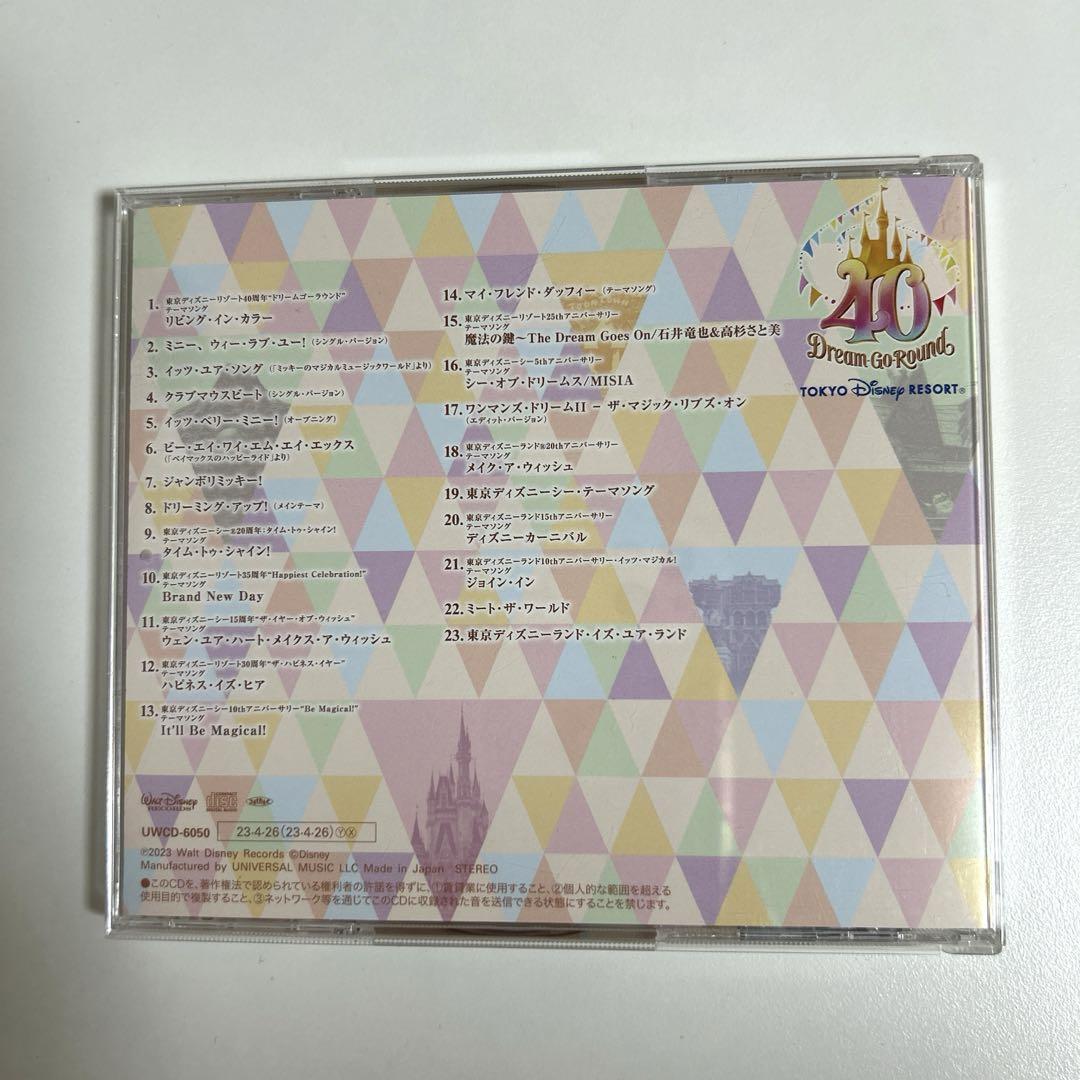 1. 東京ディズニーリゾート40周年“ドリームゴーラウンド”
テーマソング
リビング・イン・カラー
2. ミニー、ウィー・ラブ・ユー!（シングル・バージョン）
3. イッツ・ユア・ソング（「ミッキーのマジカルミュージックワールド」より）
4. クラブマウスビート（シングル・バージョン）
5. イッツ・ベリー・ミニー!（オープニング）
6. ビー・エイ・ワイ・エム・エイ・エックス
（「ベイマックスのハッピーライド」より）
7. ジャンボリミッキー!
8. ドリーミング・アップ!（メインテーマ）
9. 東京ディズニーシー®20周年：タイム・トゥ・シャイン!
テーマソング
タイム・トゥ・シャイン!
10. 東京ディズニーリゾート35周年“Happiest Celebration!”
テーマソング
Brand New Day
11. 東京ディズニーシー15周年“ザ・イヤー・オブ・ウィッシュ”
テーマソング
ウェン・ユア・ハート・メイクス・ア・ウィッシュ
12. 東京ディズニーリゾート30周年“ザ・ハピネス・イヤー”
テーマソング
ハピネス・イズ・ヒア
13. 東京ディズニーシー10thアニバーサリー“Be Magical!”
テーマソング
It'll Be Magical!
14. マイ・フレンド・ダッフィー（テーマソング）
15. 東京ディズニーリゾート25thアニバーサリー
テーマソング
魔法の鍵〜The Dream Goes On/石井竜也&高杉さと美
16. 東京ディズニーシー5thアニバーサリー
テーマソング
シー・オブ・ドリームス/MISIA
17. ワンマンズ・ドリームII − ザ・マジック・リブズ・オン
（エディット・バージョン）
18. 東京ディズニーランド®20thアニバーサリー
テーマソング
メイク・ア・ウィッシュ
19. 東京ディズニーシー・テーマソング
20. 東京ディズニーランド15thアニバーサリー
テーマソング
ディズニーカーニバル
21. 東京ディズニーランド10thアニバーサリー・イッツ・マジカル!
テーマソング
ジョイン・イン
22. ミート・ザ・ワールド
23. 東京ディズニーランド・イズ・ユア・ランド
40
Dream-Go-Round
TOKYO Disney RESORT®
TOONTOWN
Walt Disney RECORDS
COMPACT disc DIGITAL AUDIO
UWCD-6050 23·4·26(23·4·26)ⓎⓍ
℗2023 Walt Disney Records ©Disney
Manufactured by UNIVERSAL MUSIC LLC Made in Japan STEREO
●このCDを、著作権法で認められている権利者の許諾を得ずに、①賃貸業に使用すること、②個人的な範囲を超える
使用目的で複製すること、③ネットワーク等を通じてこのCDに収録された音を送信できる状態にすることを禁じます。